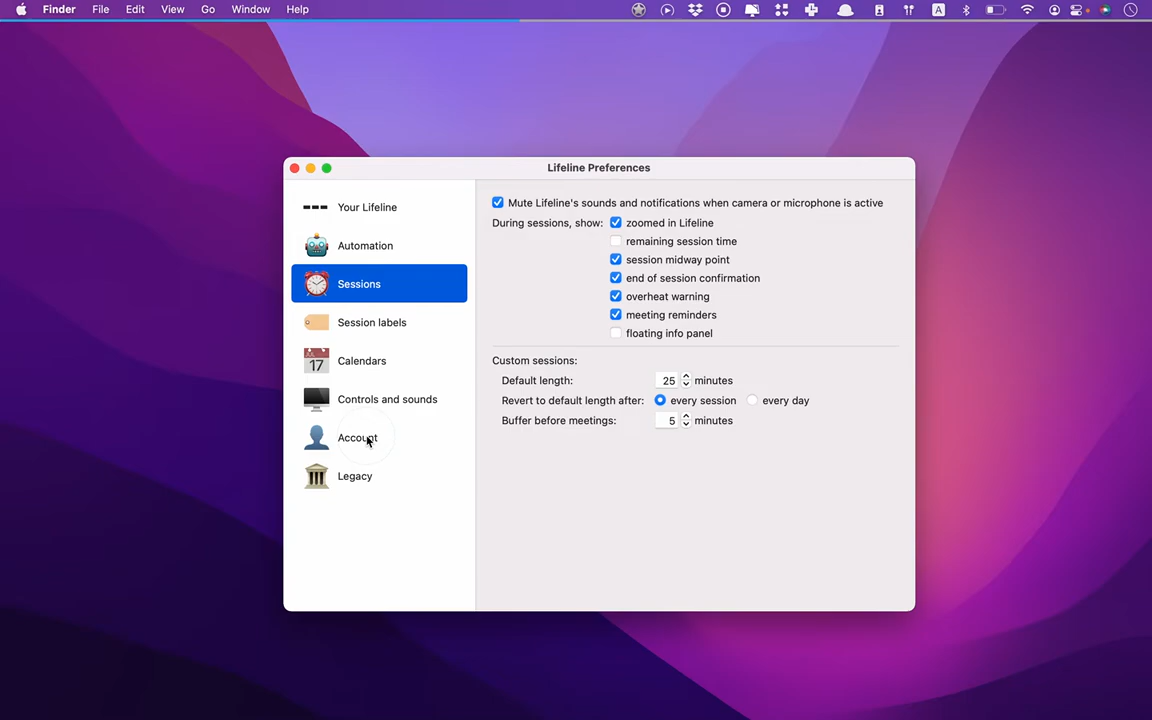 Finder File Edit View Go Window Help A
Lifeline Preferences
Your Lifeline
Automation
Sessions
Session labels
JUL 17 Calendars
Controls and sounds
Account
Legacy
Mute Lifeline's sounds and notifications when camera or microphone is active
During sessions, show: zoomed in Lifeline
remaining session time
session midway point
end of session confirmation
overheat warning
meeting reminders
floating info panel
Custom sessions:
Default length: 25 minutes
Revert to default length after: every session every day
Buffer before meetings: 5 minutes